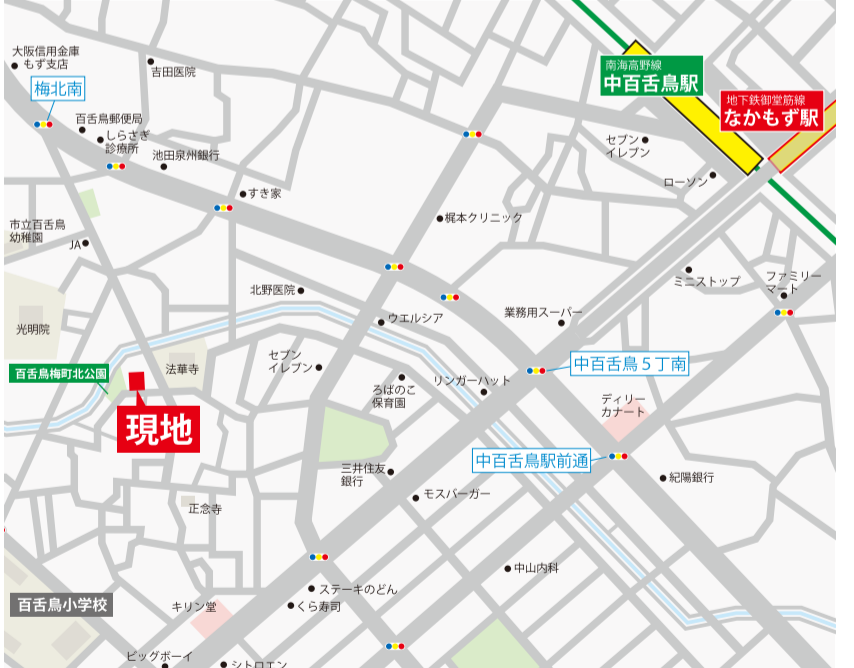 大阪信用金庫
もず支店
吉田医院
南海高野線
中百舌鳥駅
梅北南
地下鉄御堂筋線
なかもず駅
百舌鳥郵便局
しらさぎ
診療所
池田泉州銀行
セブン
イレブン
ローソン
すき家
市立百舌鳥
幼稚園
JA
梶本クリニック
北野医院
ミニストップ
ファミリー
マート
ウエルシア
業務用スーパー
光明院
セブン
イレブン
法華寺
百舌鳥梅町北公園
中百舌鳥5丁南
リンガーハット
ろばのこ
保育園
ディリー
カナート
現地
三井住友
銀行
中百舌鳥駅前通
紀陽銀行
モスバーガー
正念寺
中山内科
ステーキのどん
くら寿司
百舌鳥小学校
キリン堂
ビッグボーイ
シトロエン